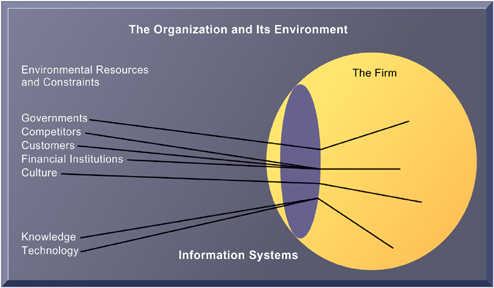 The Organization and Its Environment
Environmental Resources
and Constraints
The Firm
Governments
Competitors
Customers
Financial Institutions
Culture
Knowledge
Technology
Information Systems